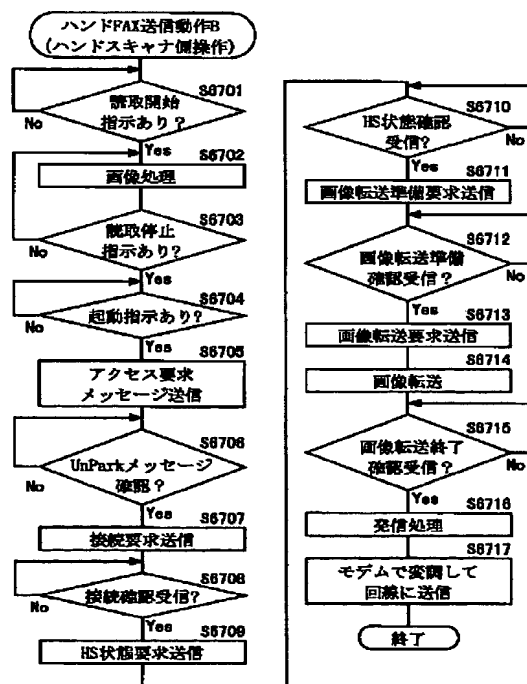 ハンドFAX送信動作B
(ハンドスキャナ側操作)
S6701
読取開始
指示あり?
No
Yes
S6702
画像処理
S6703
読取停止
指示あり?
No
Yes
S6704
起動指示あり?
No
Yes
S6705
アクセス要求
メッセージ送信
S6706
UnParkメッセージ
確認?
No
Yes
S6707
接続要求送信
S6708
接続確認受信?
No
Yes
S6709
HS状態要求送信
S6710
HS状態確認
受信?
No
Yes
S6711
画像転送準備要求送信
S6712
画像転送準備
確認受信?
No
Yes
S6713
画像転送要求送信
S6714
画像転送
S6715
画像転送終了
確認受信?
No
Yes
S6716
発信処理
S6717
モデムで変調して
回線に送信
終了